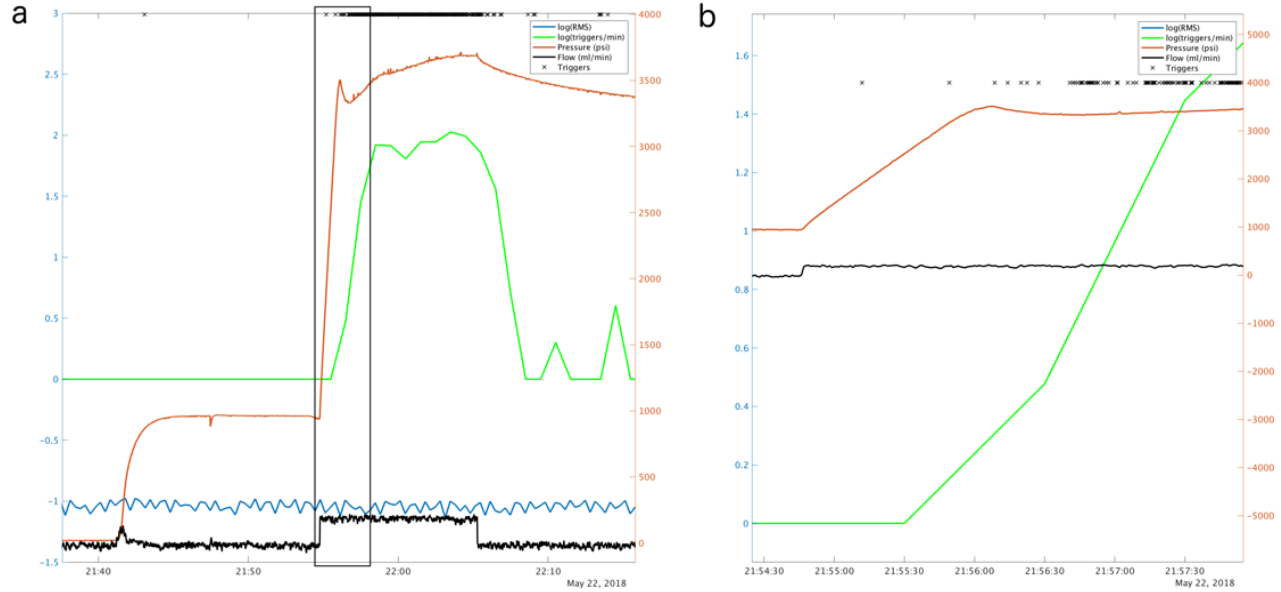 a
3
2.5
2
1.5
1
0.5
0
-0.5
-1
-1.5
4000
3500
3000
2500
2000
1500
1000
500
0
log(RMS)
log(triggers/min)
Pressure (psi)
Flow (ml/min)
Triggers
21:40 21:50 22:00 22:10
May 22, 2018
b
1.6
1.4
1.2
1
0.8
0.6
0.4
0.2
0
5000
4000
3000
2000
1000
0
-1000
-2000
-3000
-4000
-5000
log(RMS)
log(triggers/min)
Pressure (psi)
Flow (ml/min)
Triggers
21:54:30 21:55:00 21:55:30 21:56:00 21:56:30 21:57:00 21:57:30
May 22, 2018